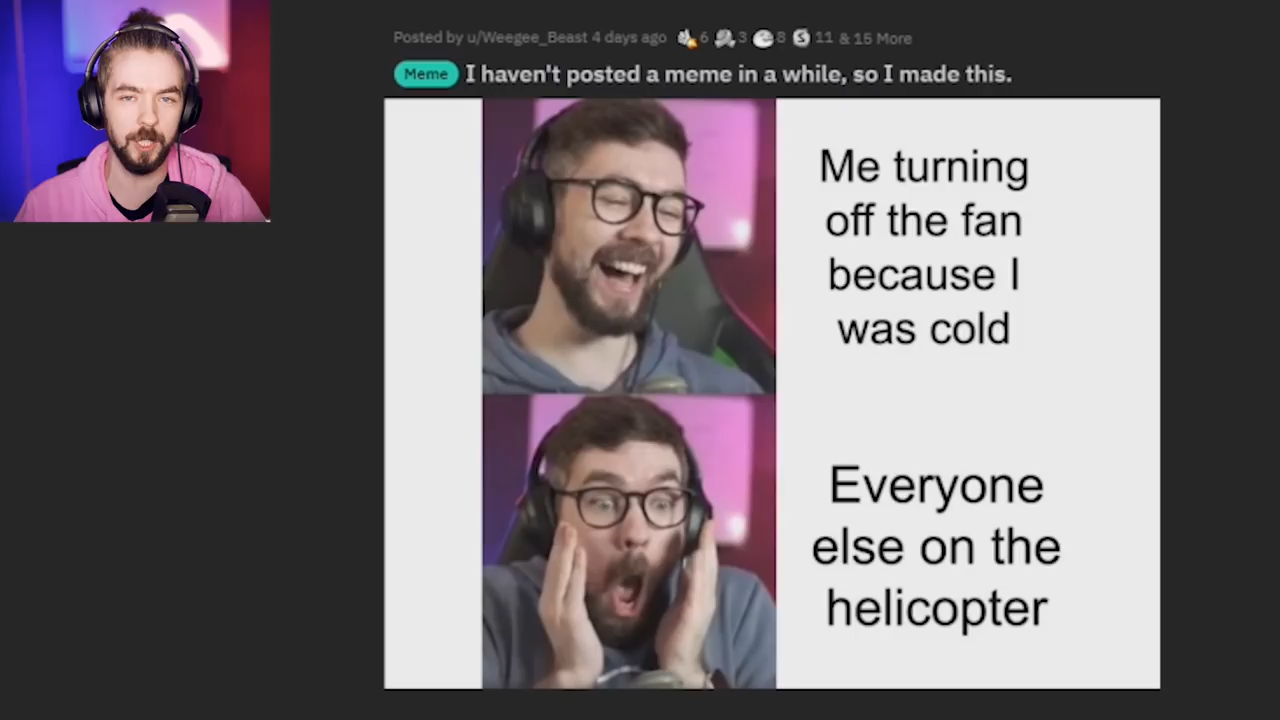 Posted by u/Weegee_Beast 4 days ago 6 3 8 11 & 15 More
Meme I haven't posted a meme in a while, so I made this.
Me turning
off the fan
because I
was cold
Everyone
else on the
helicopter